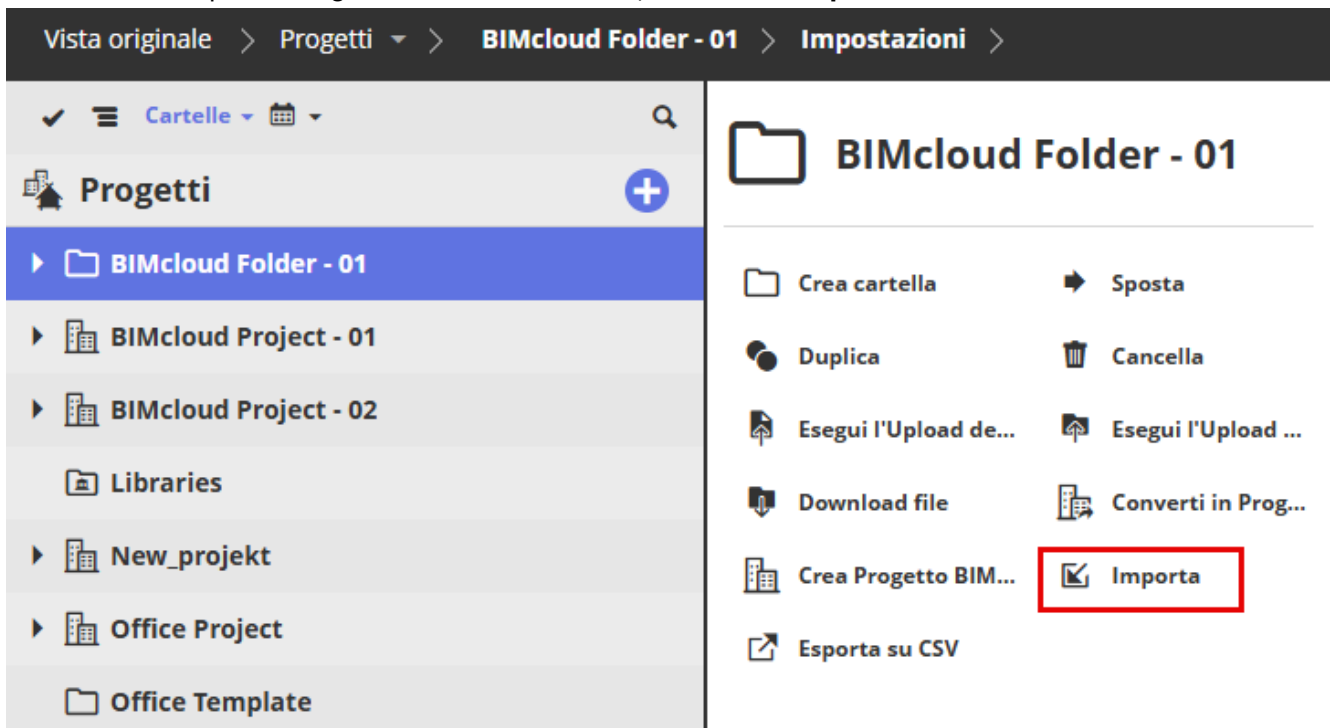 Vista originale > Progetti > BIMcloud Folder - 01 > Impostazioni >
Cartelle
Progetti
BIMcloud Folder - 01
BIMcloud Project - 01
BIMcloud Project - 02
Libraries
New_projekt
Office Project
Office Template
BIMcloud Folder - 01
Crea cartella
Sposta
Duplica
Cancella
Esegui l'Upload de...
Esegui l'Upload ...
Download file
Converti in Prog...
Crea Progetto BIM...
Importa
Esporta su CSV